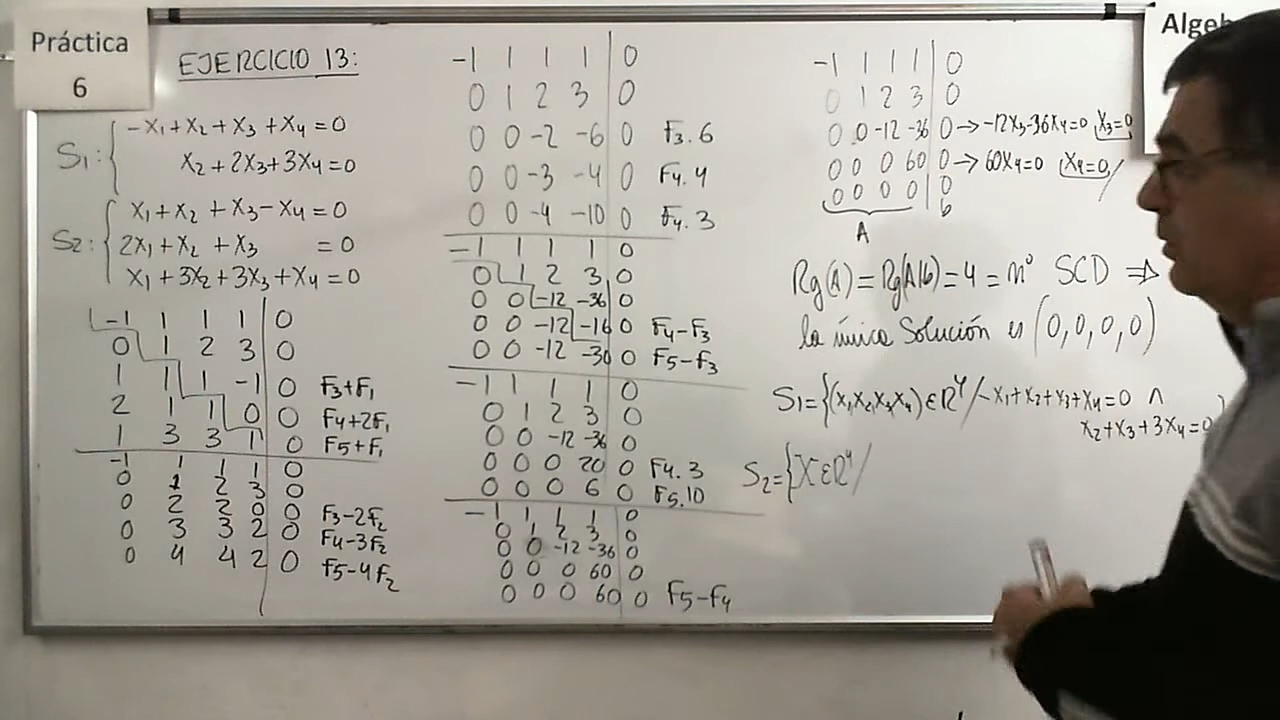 Práctica
6
Algeb
EJERCICIO 13:
S1: { -X1+X2+X3+X4=0
X2+2X3+3X4=0
S2: { X1+X2+X3-X4=0
2X1+X2+X3=0
X1+3X2+3X3+X4=0
-1 1 1 1 | 0
0 1 2 3 | 0
1 1 1 -1 | 0 F3+F1
2 1 1 0 | 0 F4+2F1
1 3 3 1 | 0 F5+F1
-1 1 1 1 | 0
0 1 2 3 | 0
0 2 2 0 | 0 F3-2F2
0 3 3 2 | 0 F4-3F2
0 4 4 2 | 0 F5-4F2
-1 1 1 1 | 0
0 1 2 3 | 0
0 0 -2 -6 | 0 F3.6
0 0 -3 -4 | 0 F4.4
0 0 -4 -10 | 0 F4.3
-1 1 1 1 | 0
0 1 2 3 | 0
0 0 -12 -36 | 0
0 0 -12 -16 | 0 F4-F3
0 0 -12 -30 | 0 F5-F3
-1 1 1 1 | 0
0 1 2 3 | 0
0 0 -12 -36 | 0
0 0 0 20 | 0 F4.3
0 0 0 6 | 0 F5.10
-1 1 1 1 | 0
0 1 2 3 | 0
0 0 -12 -36 | 0
0 0 0 60 | 0
0 0 0 60 | 0 F5-F4
-1 1 1 1 | 0
0 1 2 3 | 0
0 0 -12 -36 | 0 → -12X3-36X4=0 X3=0
0 0 0 60 | 0 → 60X4=0 X4=0
0 0 0 0 | 0
A b
Rg(A)=Rg(A|b)=4=nº SCD ⇒
la única Solución es (0,0,0,0)
S1={(X1X2X3X4)∈R4/-X1+X2+X3+X4=0 ∧
X2+X3+3X4=0}
S2={X∈R4/